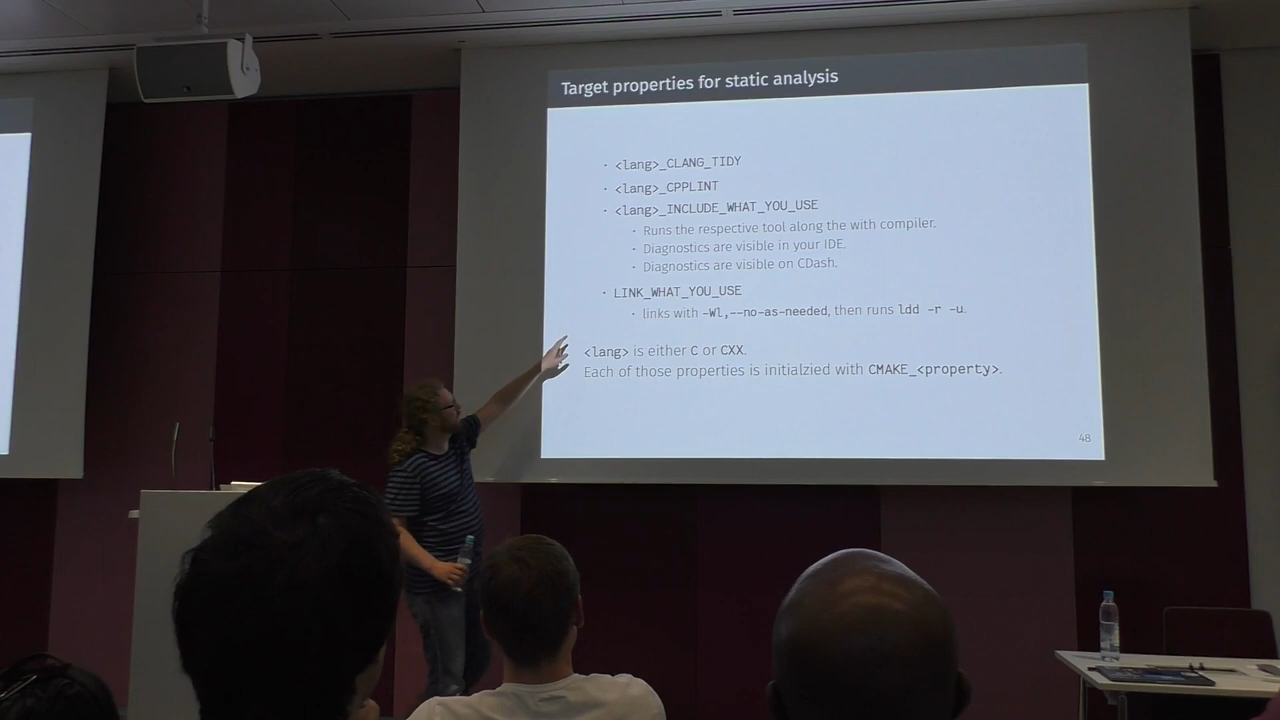 Target properties for static analysis
· <lang>_CLANG_TIDY
· <lang>_CPPLINT
· <lang>_INCLUDE_WHAT_YOU_USE
· Runs the respective tool along the with compiler.
· Diagnostics are visible in your IDE.
· Diagnostics are visible on CDash.
· LINK_WHAT_YOU_USE
· links with -Wl,--no-as-needed, then runs ldd -r -u.
<lang> is either C or CXX.
Each of those properties is initialzied with CMAKE_<property>.
48